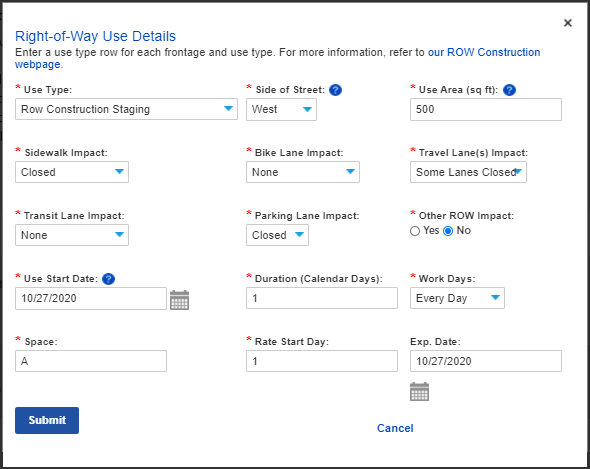 ×
Right-of-Way Use Details
Enter a use type row for each frontage and use type. For more information, refer to our ROW Construction
webpage.
* Use Type: * Side of Street: ? * Use Area (sq ft): ?
Row Construction Staging West 500
* Sidewalk Impact: * Bike Lane Impact: * Travel Lane(s) Impact:
Closed None Some Lanes Closed
* Transit Lane Impact: * Parking Lane Impact: * Other ROW Impact:
None Closed Yes No
* Use Start Date: ? * Duration (Calendar Days): * Work Days:
10/27/2020 1 Every Day
* Space: * Rate Start Day: Exp. Date:
A 1 10/27/2020
Submit Cancel